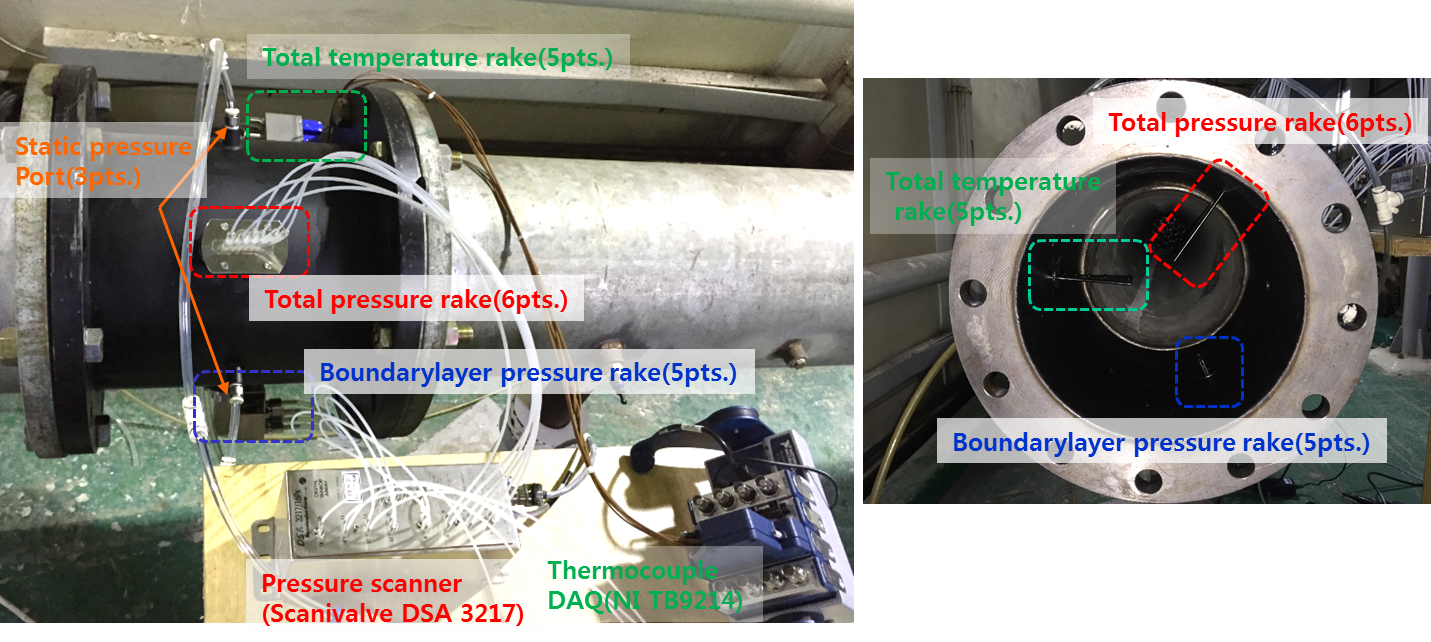 Total temperature rake(5pts.)
Static pressure
Port(3pts.)
Total pressure rake(6pts.)
Boundarylayer pressure rake(5pts.)
Pressure scanner
(Scanivalve DSA 3217)
Thermocouple
DAQ(NI TB9214)
Total pressure rake(6pts.)
Total temperature
rake(5pts.)
Boundarylayer pressure rake(5pts.)